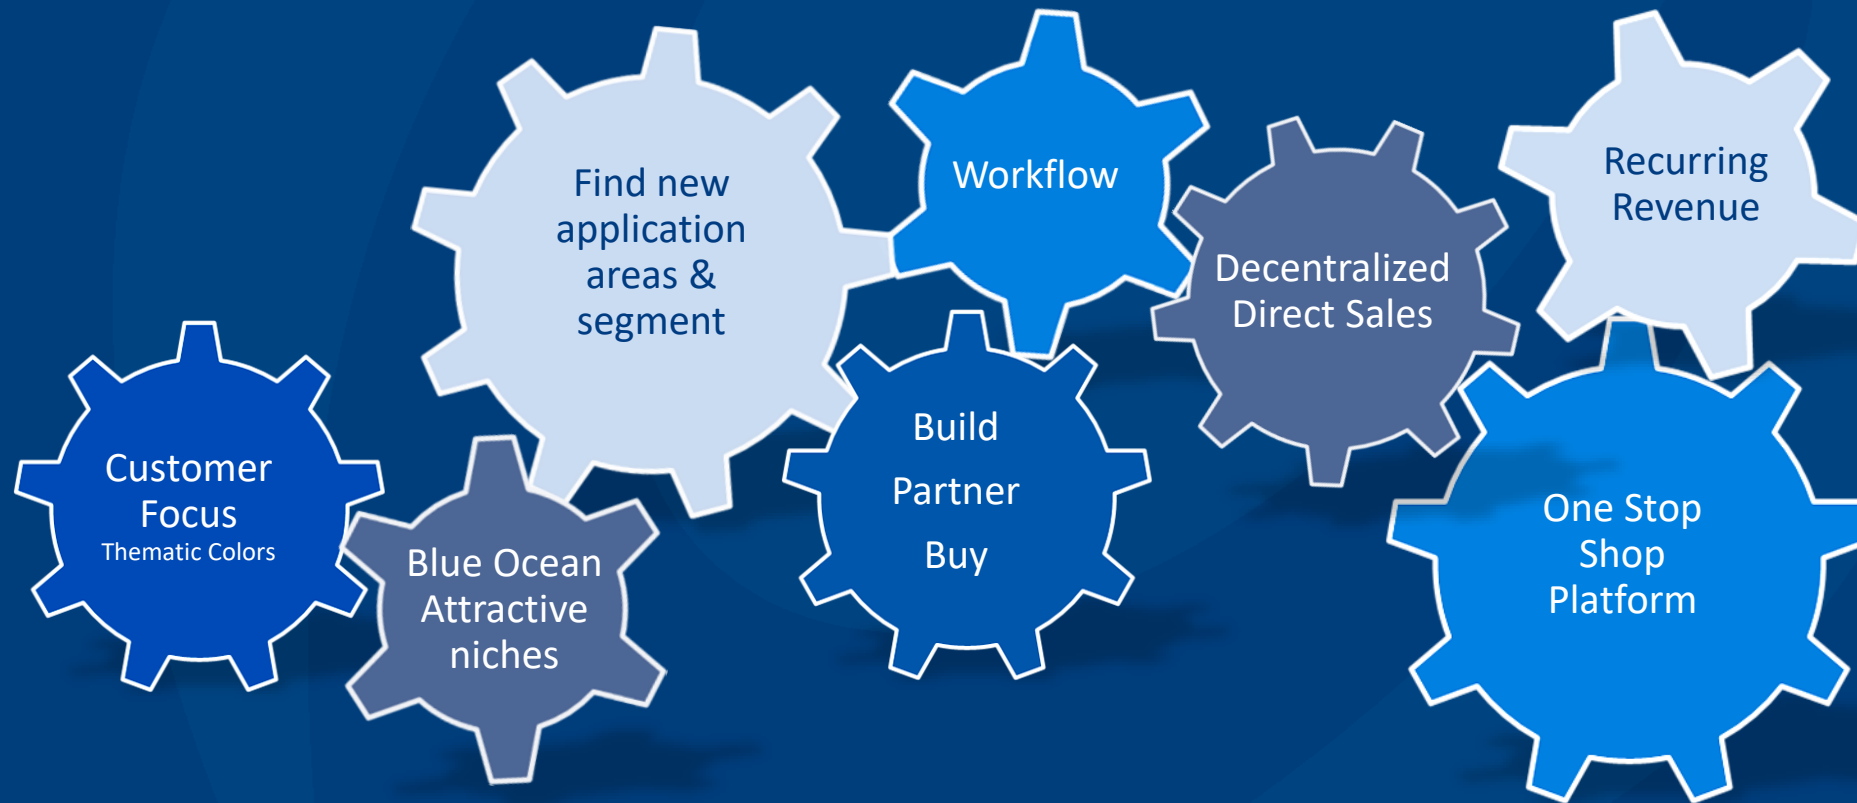 Customer
Focus
Thematic Colors
Blue Ocean
Attractive
niches
Find new
application
areas &
segment
Workflow
Build
Partner
Buy
Decentralized
Direct Sales
Recurring
Revenue
One Stop
Shop
Platform